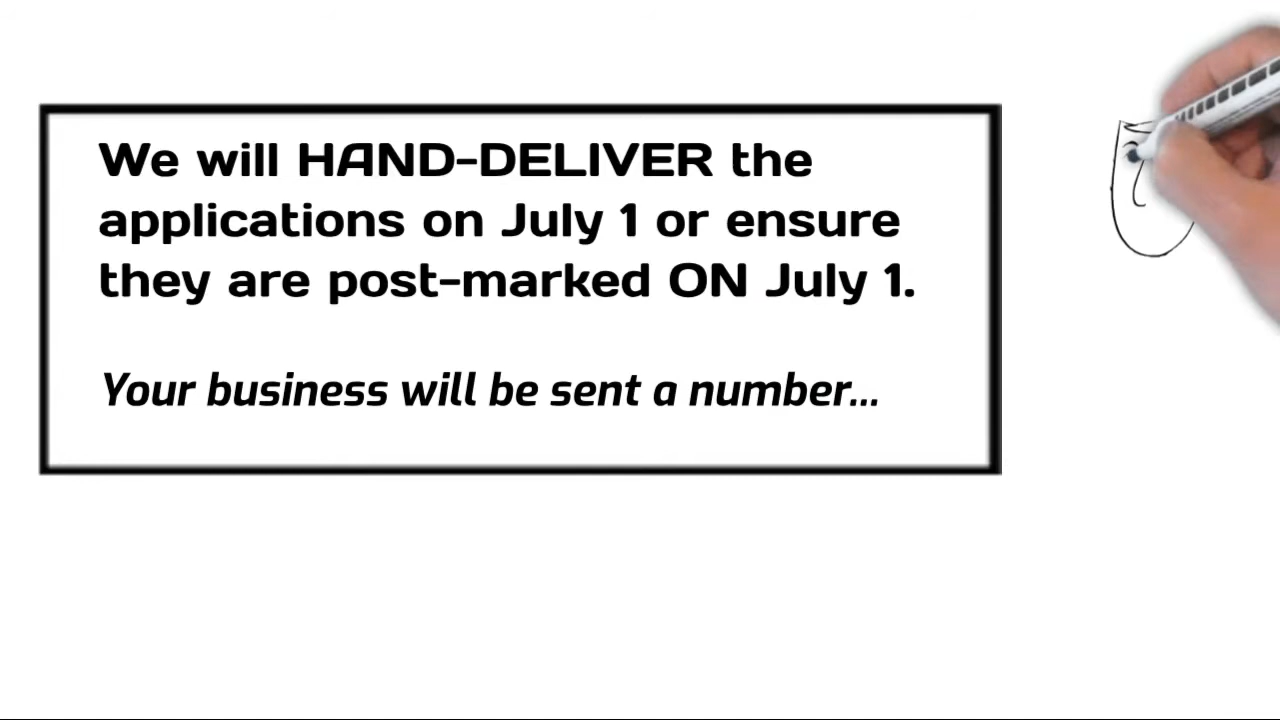 We will HAND-DELIVER the
applications on July 1 or ensure
they are post-marked ON July 1.
Your business will be sent a number...